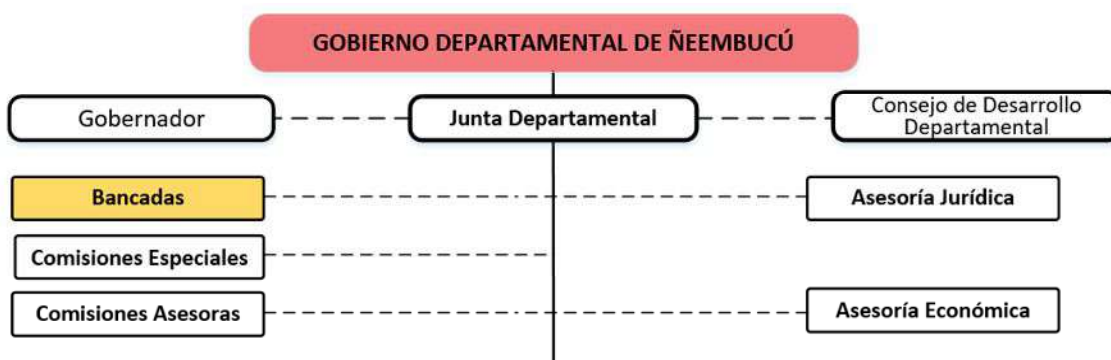 GOBIERNO DEPARTAMENTAL DE ÑEEMBUCÚ
Gobernador
Junta Departamental
Consejo de Desarrollo
Departamental
Bancadas
Asesoría Jurídica
Comisiones Especiales
Comisiones Asesoras
Asesoría Económica